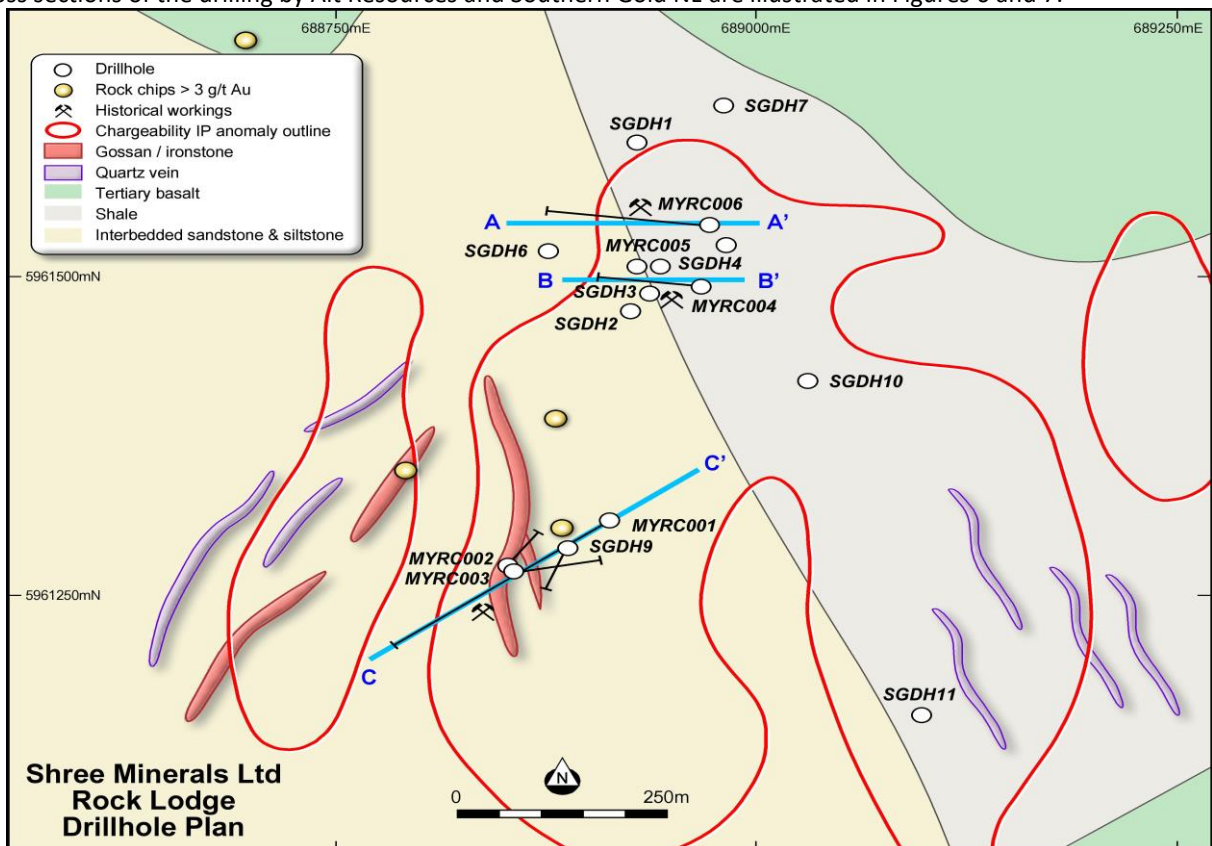 oss sections of the drilling by Alt Resources and Southern Gold NL are illustrated in Figures 6 and 7.
688750mE
689000mE
689250mE
Drillhole
Rock chips > 3 g/t Au
Historical workings
Chargeability IP anomaly outline
Gossan / ironstone
Quartz vein
Tertiary basalt
Shale
Interbedded sandstone & siltstone
SGDH7
SGDH1
MYRC006
A
A'
SGDH6
MYRC005
SGDH4
5961500mN
B
B'
SGDH3
MYRC004
SGDH2
SGDH10
C'
MYRC001
SGDH9
MYRC002
MYRC003
5961250mN
C
SGDH11
Shree Minerals Ltd
Rock Lodge
Drillhole Plan
N
0
250m